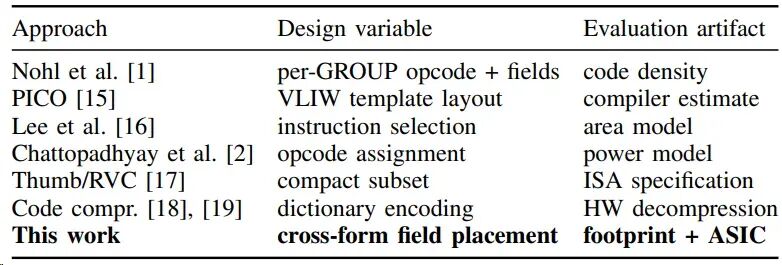 Approach Design variable Evaluation artifact
Nohl et al. [1] per-GROUP opcode + fields code density
PICO [15] VLIW template layout compiler estimate
Lee et al. [16] instruction selection area model
Chattopadhyay et al. [2] opcode assignment power model
Thumb/RVC [17] compact subset ISA specification
Code compr. [18], [19] dictionary encoding HW decompression
This work cross-form field placement footprint + ASIC